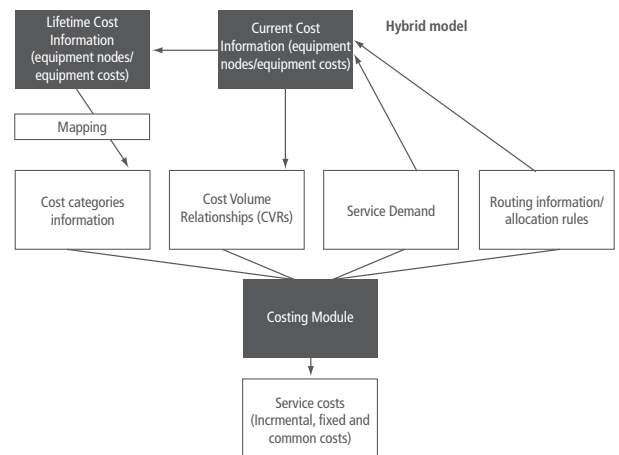 Lifetime Cost
Information
(equipment nodes/
equipment costs)
Current Cost
Information (equipment
nodes/equipment costs)
Hybrid model
Mapping
Cost categories
information
Cost Volume
Relationships (CVRs)
Service Demand
Routing information/
allocation rules
Costing Module
Service costs
(Incrmental, fixed and
common costs)